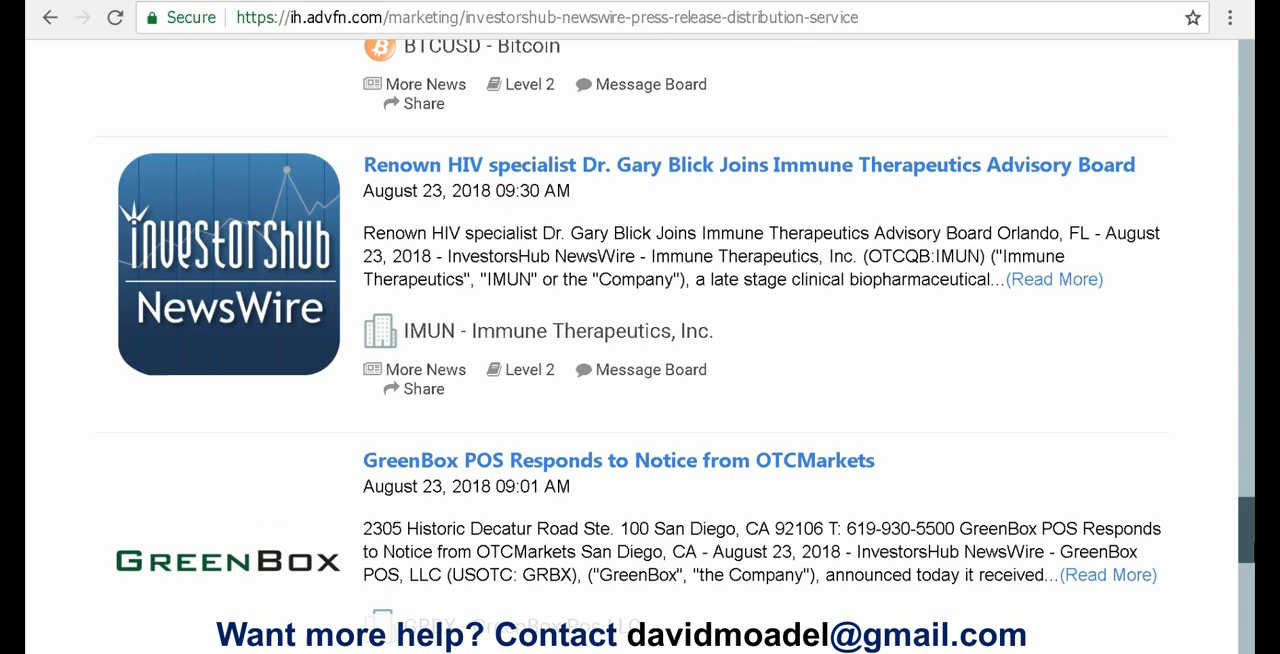 Secure https://ih.advfn.com/marketing/investorshub-newswire-press-release-distribution-service
BTCUSD - Bitcoin
More News Level 2 Message Board
Share
investorshub
NewsWire
Renown HIV specialist Dr. Gary Blick Joins Immune Therapeutics Advisory Board
August 23, 2018 09:30 AM
Renown HIV specialist Dr. Gary Blick Joins Immune Therapeutics Advisory Board Orlando, FL - August
23, 2018 - InvestorsHub NewsWire - Immune Therapeutics, Inc. (OTCQB:IMUN) ("Immune
Therapeutics", "IMUN" or the "Company"), a late stage clinical biopharmaceutical...(Read More)
IMUN - Immune Therapeutics, Inc.
More News Level 2 Message Board
Share
GreenBox POS Responds to Notice from OTCMarkets
August 23, 2018 09:01 AM
GREENBOX
2305 Historic Decatur Road Ste. 100 San Diego, CA 92106 T: 619-930-5500 GreenBox POS Responds
to Notice from OTCMarkets San Diego, CA - August 23, 2018 - InvestorsHub NewsWire - GreenBox
POS, LLC (USOTC: GRBX), ("GreenBox", "the Company"), announced today it received...(Read More)
GRBX - GreenBox Pos LLC
Want more help? Contact davidmoadel@gmail.com